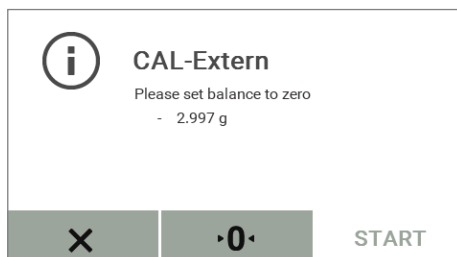 CAL-Extern
Please set balance to zero
- 2.997 g
0 START